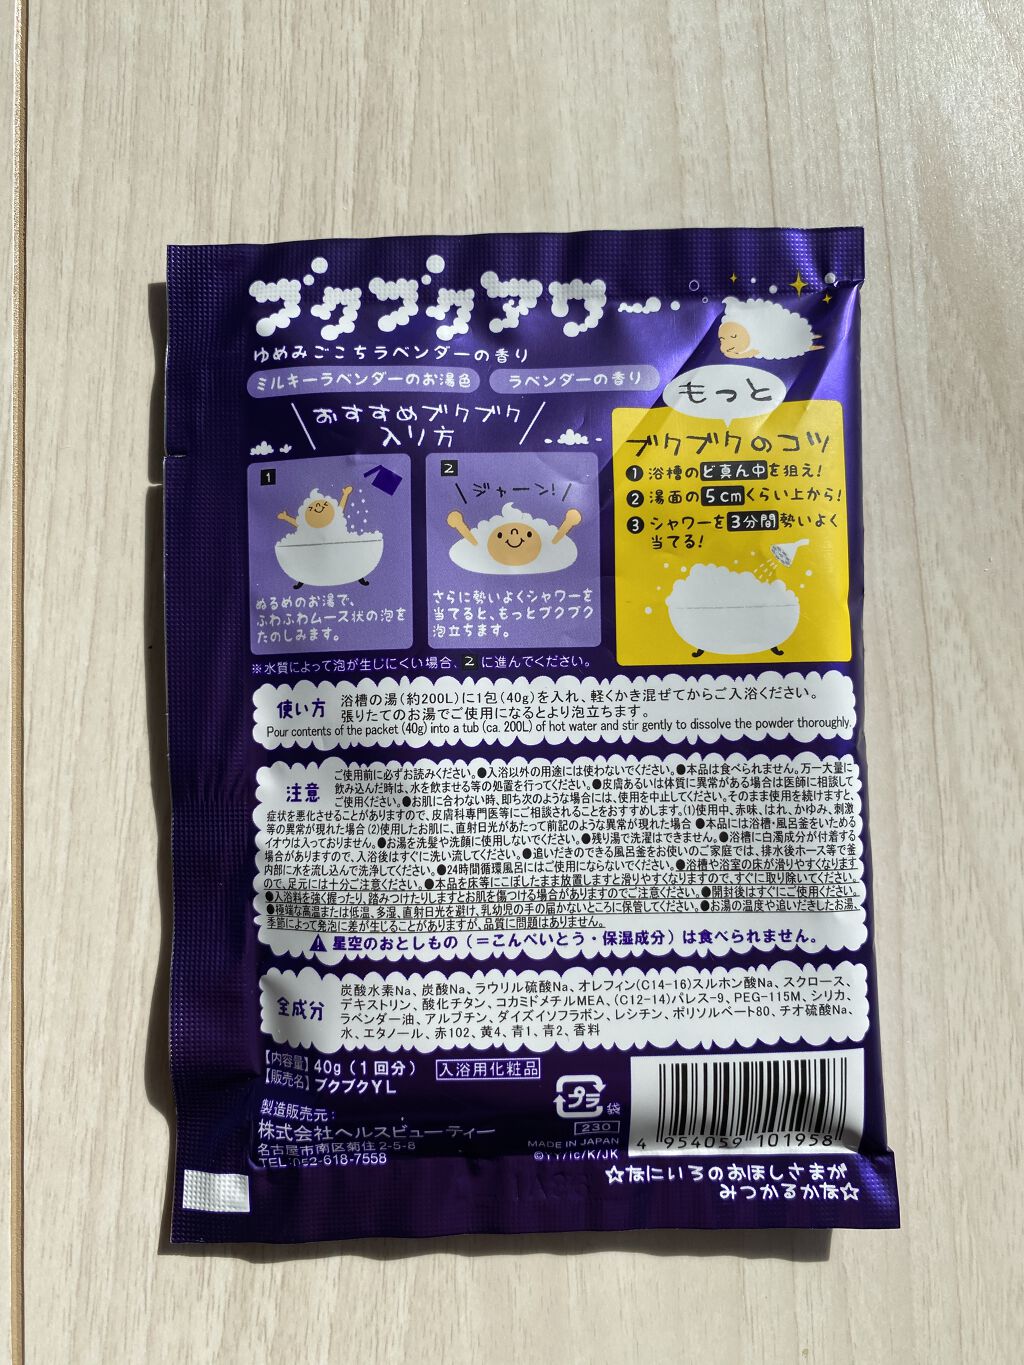 ブクブクアワー
ゆめみごこちラベンダーの香り
ミルキーラベンダーのお湯色
ラベンダーの香り
おすすめブクブク
入り方
1
2
ジャーン!
ぬるめのお湯で、
ふわふわムース状の泡を
たのしみます。
さらに勢いよくシャワーを
当てると、もっとブクブク
泡立ちます。
※水質によって泡が生じにくい場合、2に進んでください。
もっと
ブクブクのコツ
1 浴槽のど真ん中を狙え!
2 湯面の5cmくらい上から!
3 シャワーを3分間勢いよく
当てる!
使い方
浴槽の湯(約200L)に1包(40g)を入れ、軽くかき混ぜてからご入浴ください。
張りたてのお湯でご使用になるとより泡立ちます。
Pour contents of the packet (40g) into a tub (ca. 200L) of hot water and stir gently to dissolve the powder thoroughly.
注意
ご使用前に必ずお読みください。●入浴以外の用途には使わないでください。●本品は食べられません。万一大量に
飲み込んだ時は、水を飲ませる等の処置を行ってください。●皮膚あるいは体質に異常がある場合は医師に相談して
ご使用ください。●お肌に合わない時、即ち次のような場合には、使用を中止してください。そのまま使用を続けますと、
症状を悪化させることがありますので、皮膚科専門医等にご相談されることをおすすめします。(1)使用中、赤味、はれ、かゆみ、刺激
等の異常が現れた場合 (2)使用したお肌に、直射日光があたって前記のような異常が現れた場合 ●本品には浴槽・風呂釜をいためる
イオウは入っておりません。●お湯を洗髪や洗顔に使用しないでください。●残り湯で洗濯はできません。●浴槽に白濁成分が付着する
場合がありますので、入浴後はすぐに洗い流してください。●追いだきのできる風呂釜をお使いのご家庭では、排水後ホース等で釜
内部に水を流し込んで洗浄してください。●24時間循環風呂にはご使用にならないでください。●浴槽や浴室の床が滑りやすくなります
ので、足元には十分ご注意ください。●本品を床等にこぼしたまま放置しますと滑りやすくなりますので、すぐに取り除いてください。
●入浴料を強く握ったり、踏みつけたりしますとお肌を傷つける場合がありますのでご注意ください。●開封後はすぐにご使用ください。
●極端な高温または低温、多湿、直射日光を避け、乳幼児の手の届かないところに保管してください。●お湯の温度や追いだきしたお湯、
季節によって発泡に差が生じることがありますが、品質に問題はありません。
星空のおとしもの(=こんぺいとう・保湿成分)は食べられません。
全成分
炭酸水素Na、炭酸Na、ラウリル硫酸Na、オレフィン(C14-16)スルホン酸Na、スクロース、
デキストリン、酸化チタン、コカミドメチルMEA、(C12-14)パレス-9、PEG-115M、シリカ、
ラベンダー油、アルブチン、ダイズイソフラボン、レシチン、ポリソルベート80、チオ硫酸Na、
水、エタノール、赤102、黄4、青1、青2、香料
【内容量】40g(1回分)
入浴用化粧品
【販売名】ブクブクYL
製造販売元:
株式会社ヘルスビューティー
名古屋市南区菊住2-5-8
TEL:052-618-7558
プラ
袋
230
MADE IN JAPAN
©YY/IC/K/JK
4 954059 101958
☆なにいろのおほしさまが
みつかるかな☆